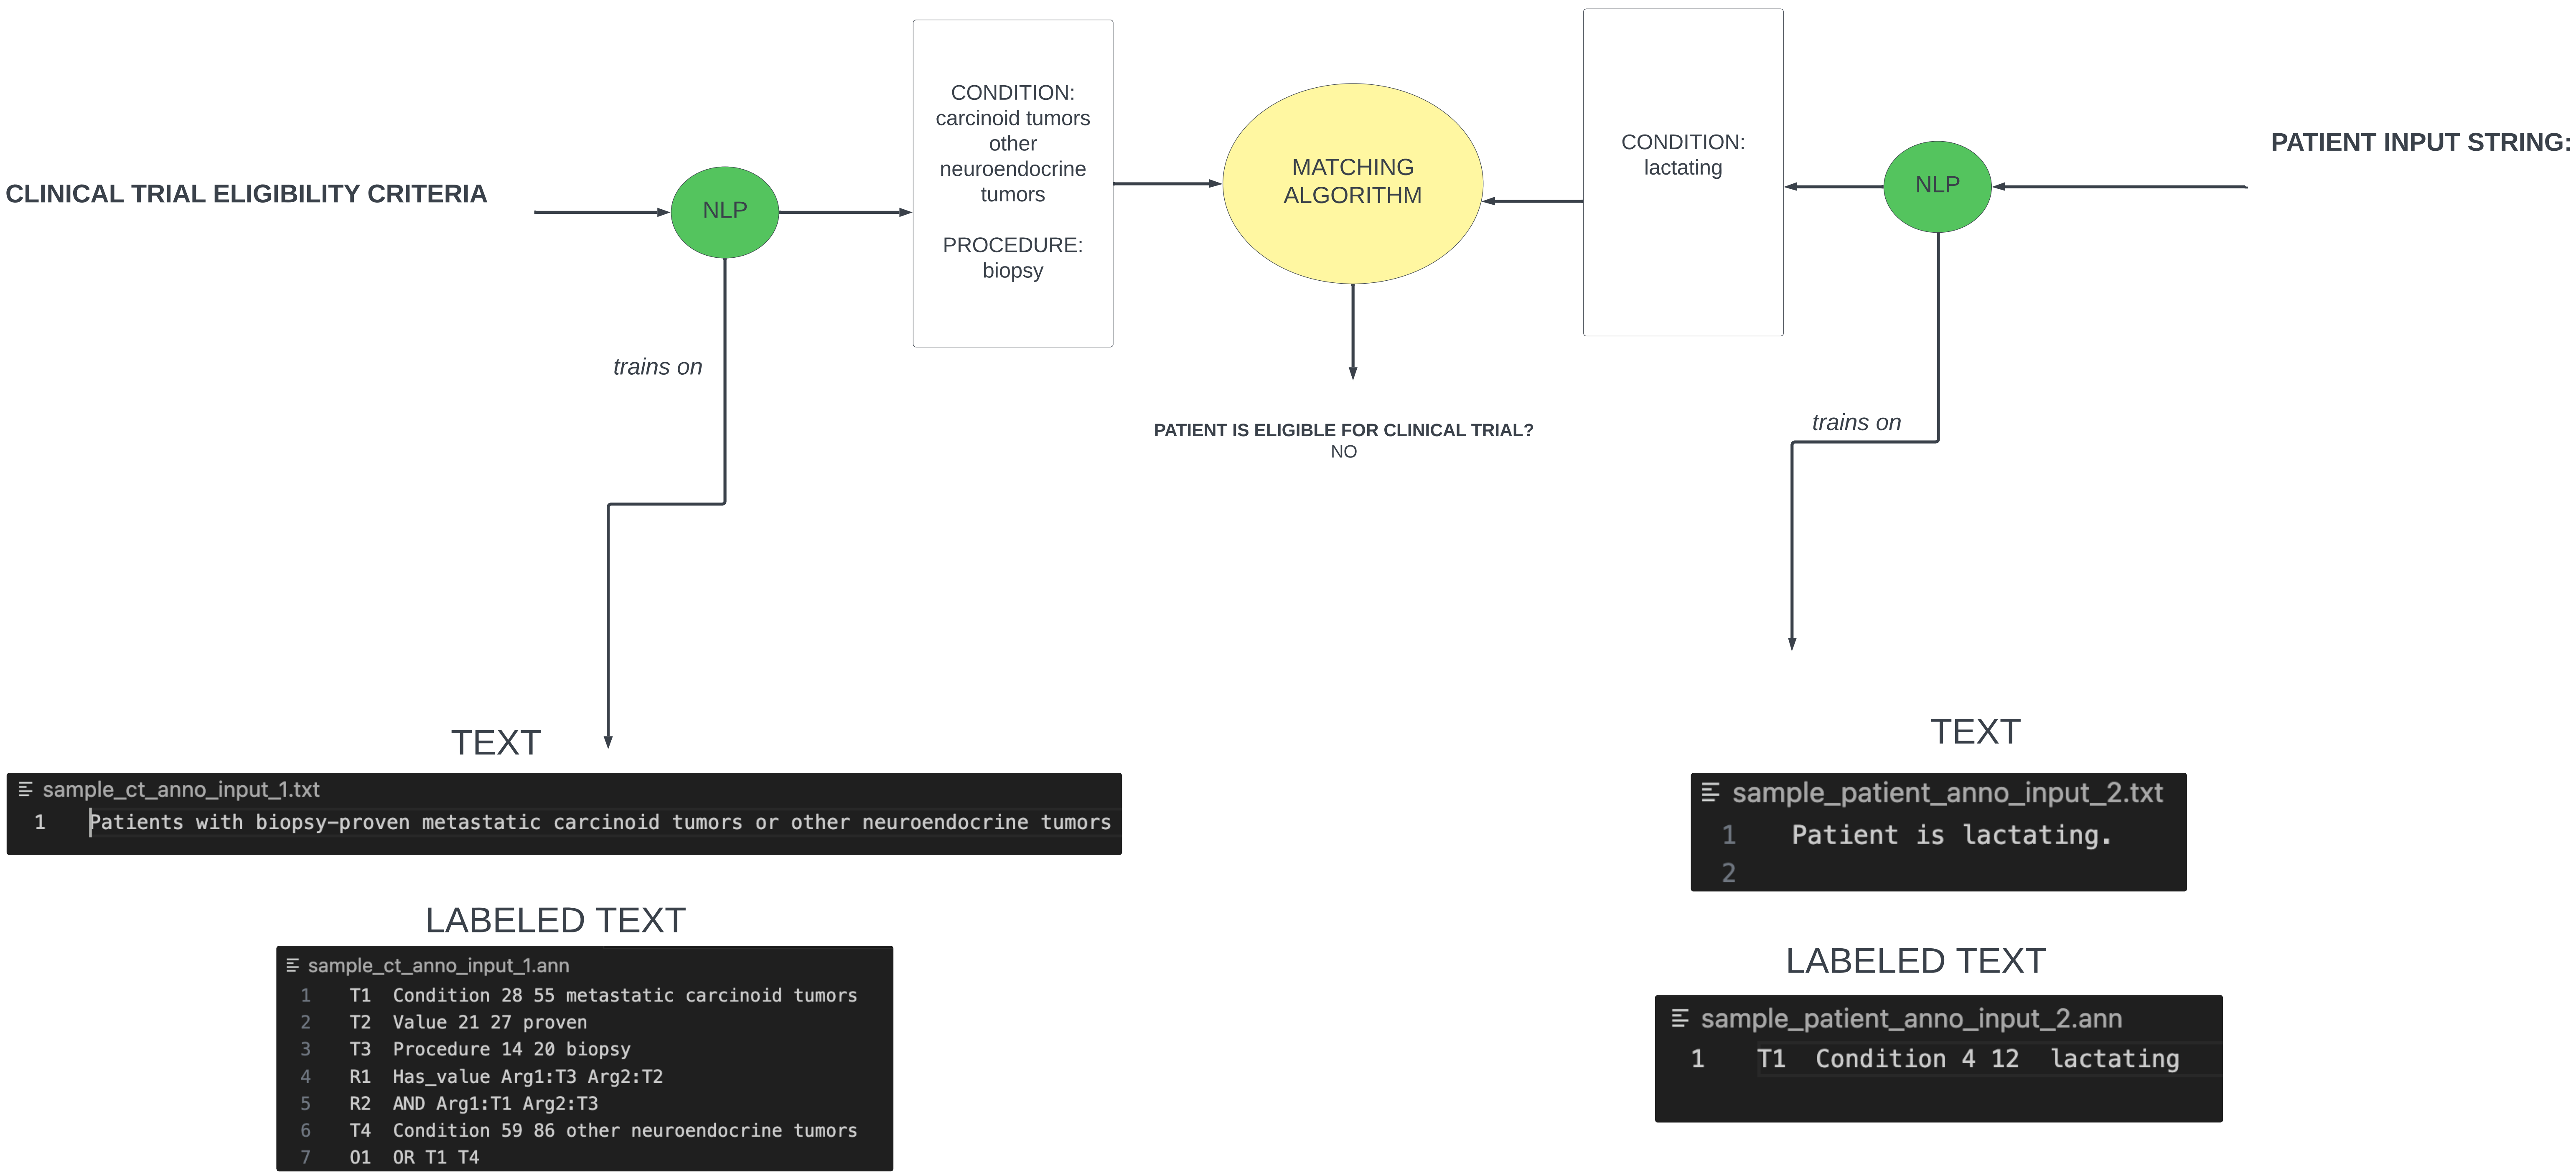 CLINICAL TRIAL ELIGIBILITY CRITERIA
NLP
CONDITION:
carcinoid tumors
other
neuroendocrine
tumors
PROCEDURE:
biopsy
MATCHING
ALGORITHM
CONDITION:
lactating
NLP
PATIENT INPUT STRING:
trains on
PATIENT IS ELIGIBLE FOR CLINICAL TRIAL?
NO
trains on
TEXT
sample_ct_anno_input_1.txt
1 Patients with biopsy-proven metastatic carcinoid tumors or other neuroendocrine tumors
LABELED TEXT
sample_ct_anno_input_1.ann
1 T1 Condition 28 55 metastatic carcinoid tumors
2 T2 Value 21 27 proven
3 T3 Procedure 14 20 biopsy
4 R1 Has_value Arg1:T3 Arg2:T2
5 R2 AND Arg1:T1 Arg2:T3
6 T4 Condition 59 86 other neuroendocrine tumors
7 O1 OR T1 T4
TEXT
sample_patient_anno_input_2.txt
1 Patient is lactating.
2
LABELED TEXT
sample_patient_anno_input_2.ann
1 T1 Condition 4 12 lactating